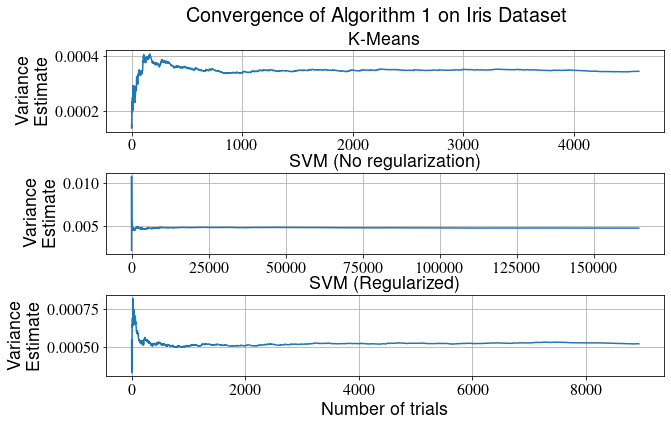 Convergence of Algorithm 1 on Iris Dataset
K-Means
Variance
Estimate
0.0004
0.0002
0 1000 2000 3000 4000
SVM (No regularization)
Variance
Estimate
0.010
0.005
0 25000 50000 75000 100000 125000 150000
SVM (Regularized)
Variance
Estimate
0.00075
0.00050
0 2000 4000 6000 8000
Number of trials